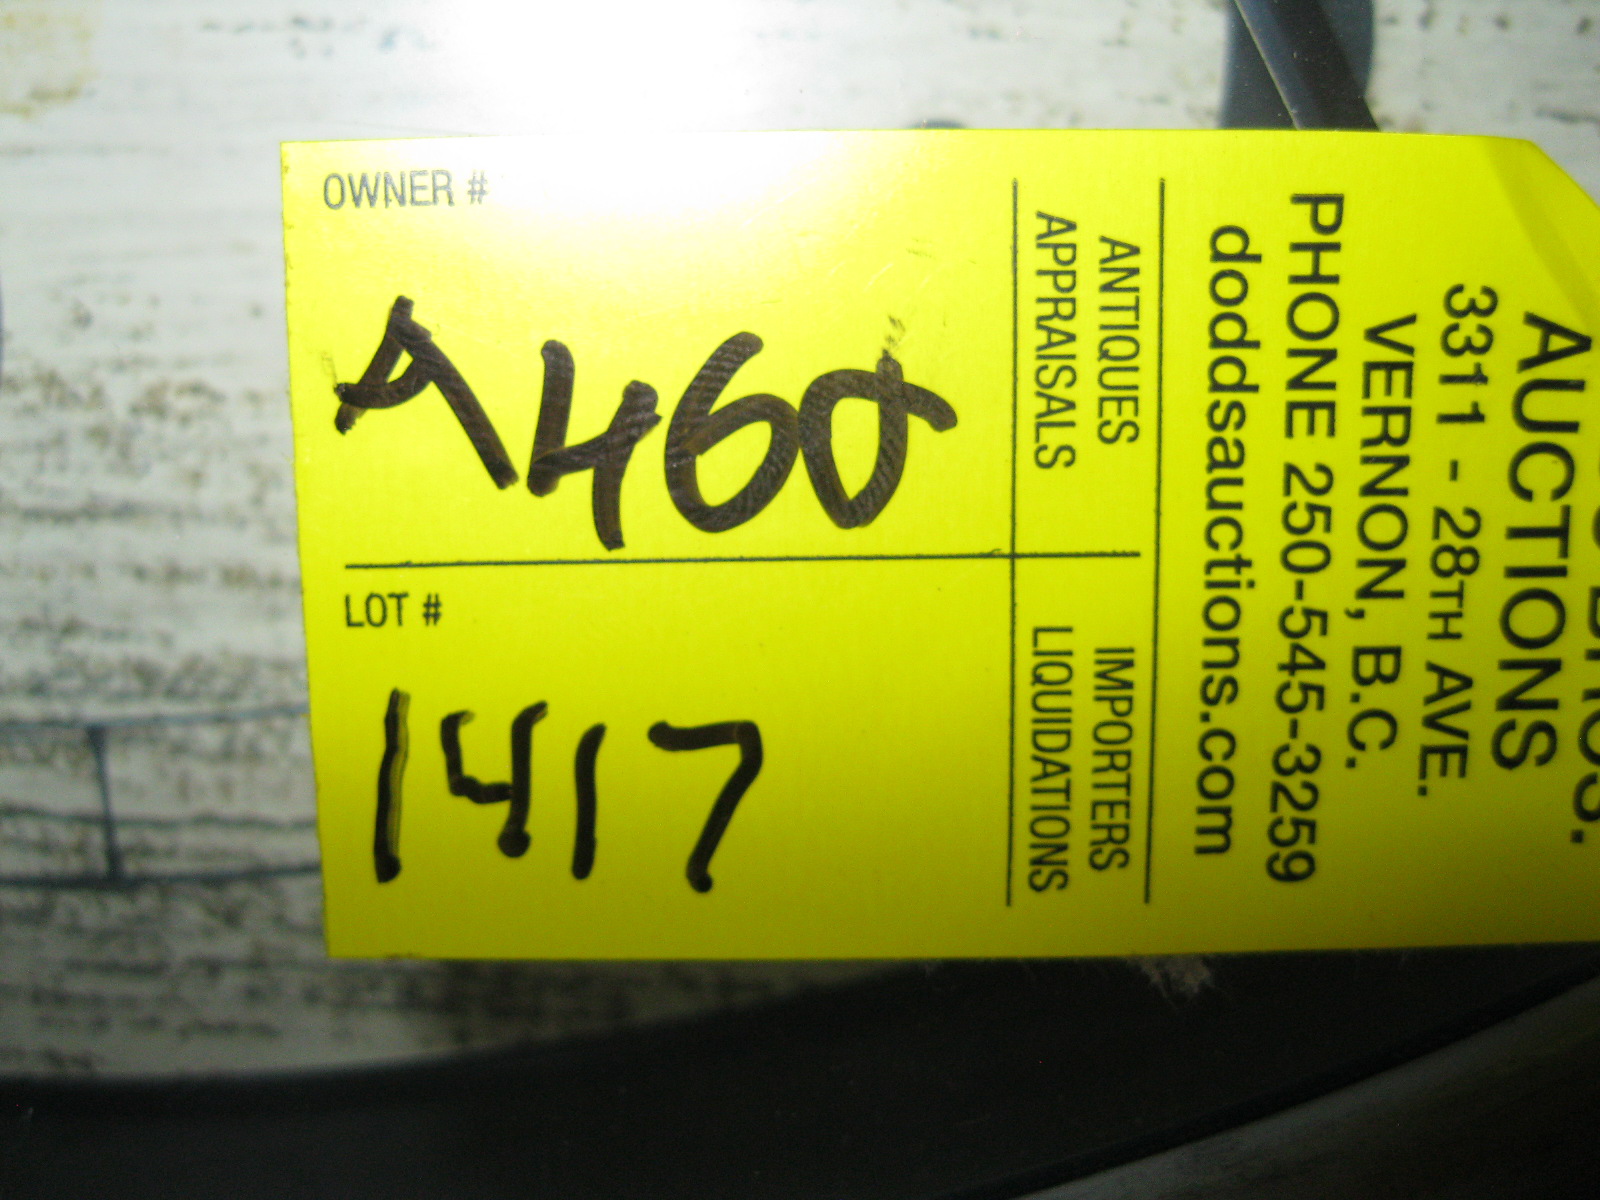 AUCTIONS
3311 - 28TH AVE.
VERNON, B.C.
PHONE 250-545-3259
doddsauctions.com
ANTIQUES IMPORTERS
APPRAISALS LIQUIDATIONS
OWNER #
A460
LOT #
1417